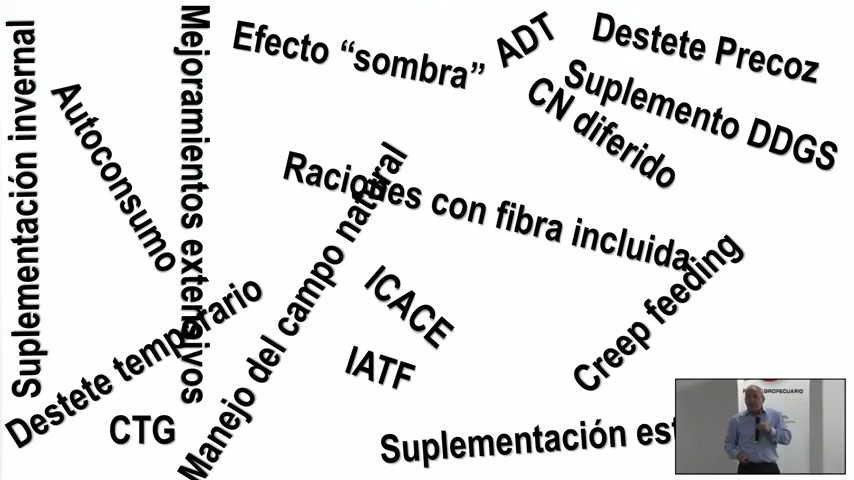 Suplementación invernal
Autoconsumo
Mejoramientos extensivos
Efecto “sombra”
ADT
Destete Precoz
Suplemento DDGS
CN diferido
Raciones con fibra incluida
Manejo del campo natural
Destete temporario
CTG
ICACE
IATF
Creep feeding
Suplementación